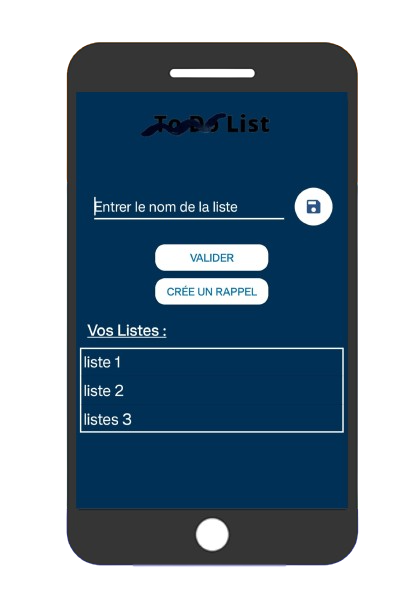 To Do List
Entrer le nom de la liste
VALIDER
CRÉE UN RAPPEL
Vos Listes :
liste 1
liste 2
listes 3